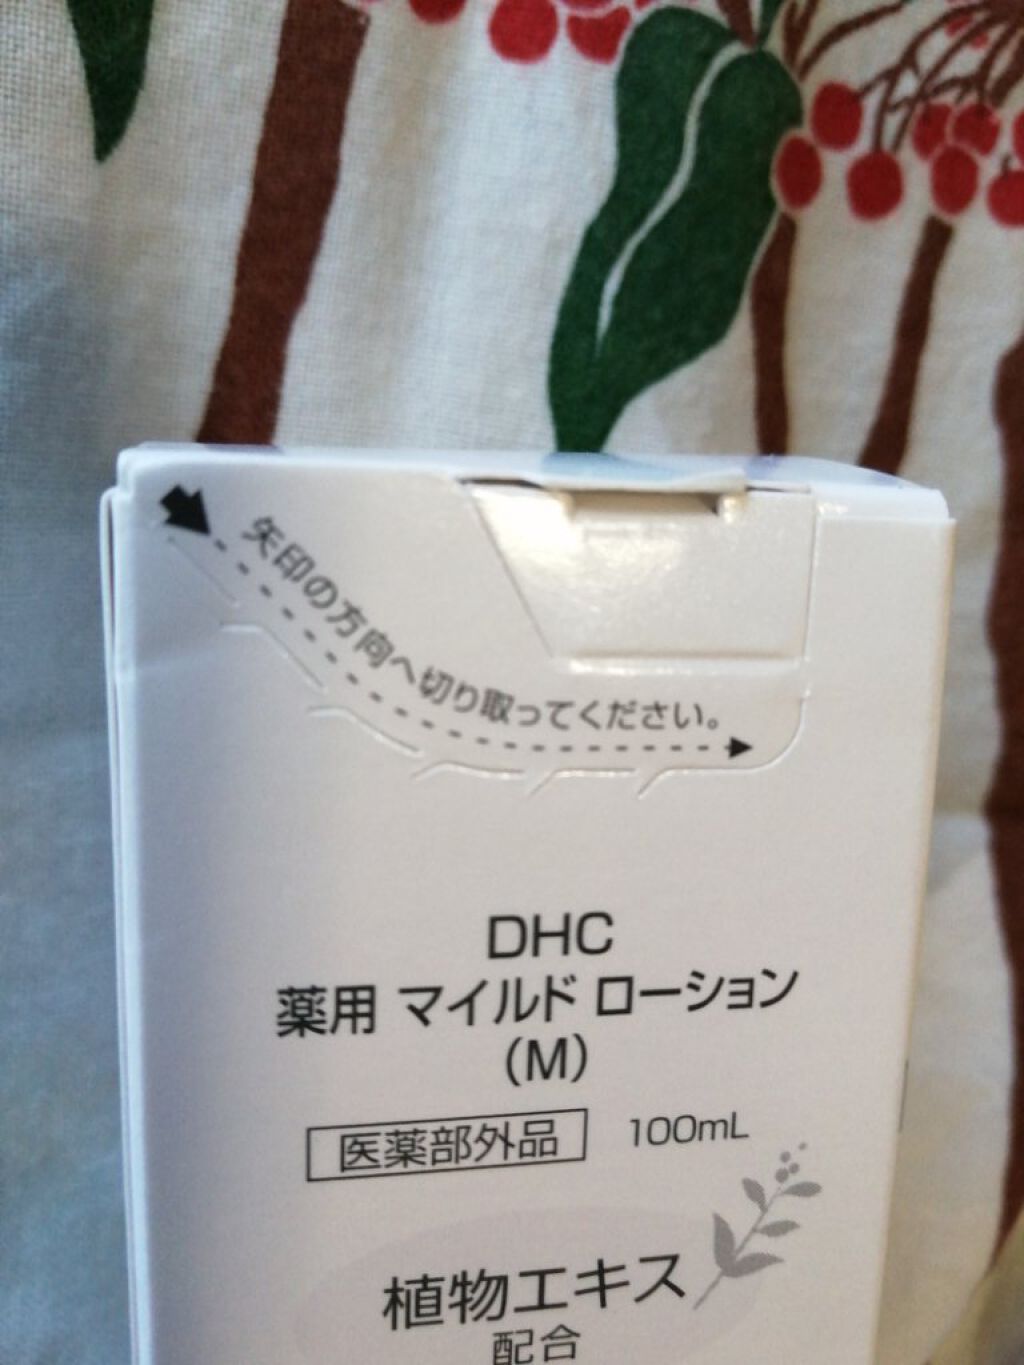 矢印の方向へ切り取ってください。
DHC
薬用 マイルド ローション
(M)
医薬部外品 100mL
植物エキス
配合